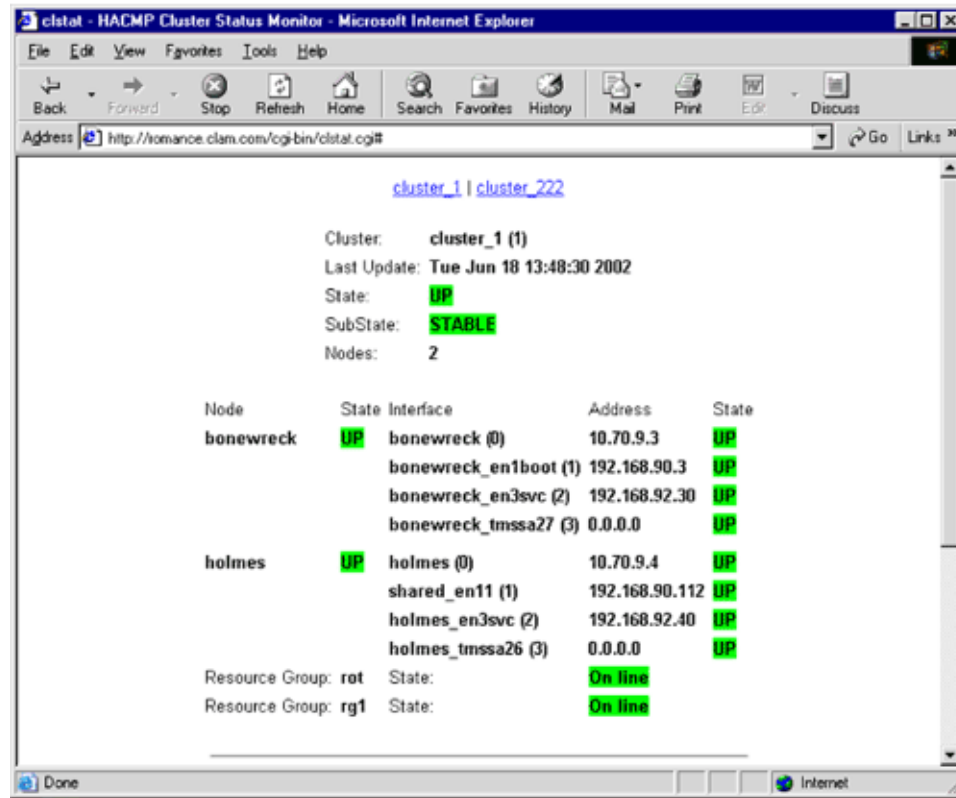 clstat - HACMP Cluster Status Monitor - Microsoft Internet Explorer
File Edit View Favorites Tools Help
Back Forward Stop Refresh Home Search Favorites History Mail Print Edit Discuss
Address http://romance.clam.com/cgi-bin/clstat.cgi# Go Links »
cluster_1 | cluster_222
Cluster: cluster_1 (1)
Last Update: Tue Jun 18 13:48:30 2002
State: UP
SubState: STABLE
Nodes: 2
Node State Interface Address State
bonewreck UP bonewreck (0) 10.70.9.3 UP
bonewreck_en1boot (1) 192.168.90.3 UP
bonewreck_en3svc (2) 192.168.92.30 UP
bonewreck_tmssa27 (3) 0.0.0.0 UP
holmes UP holmes (0) 10.70.9.4 UP
shared_en11 (1) 192.168.90.112 UP
holmes_en3svc (2) 192.168.92.40 UP
holmes_tmssa26 (3) 0.0.0.0 UP
Resource Group: rot State: On line
Resource Group: rg1 State: On line
Done Internet